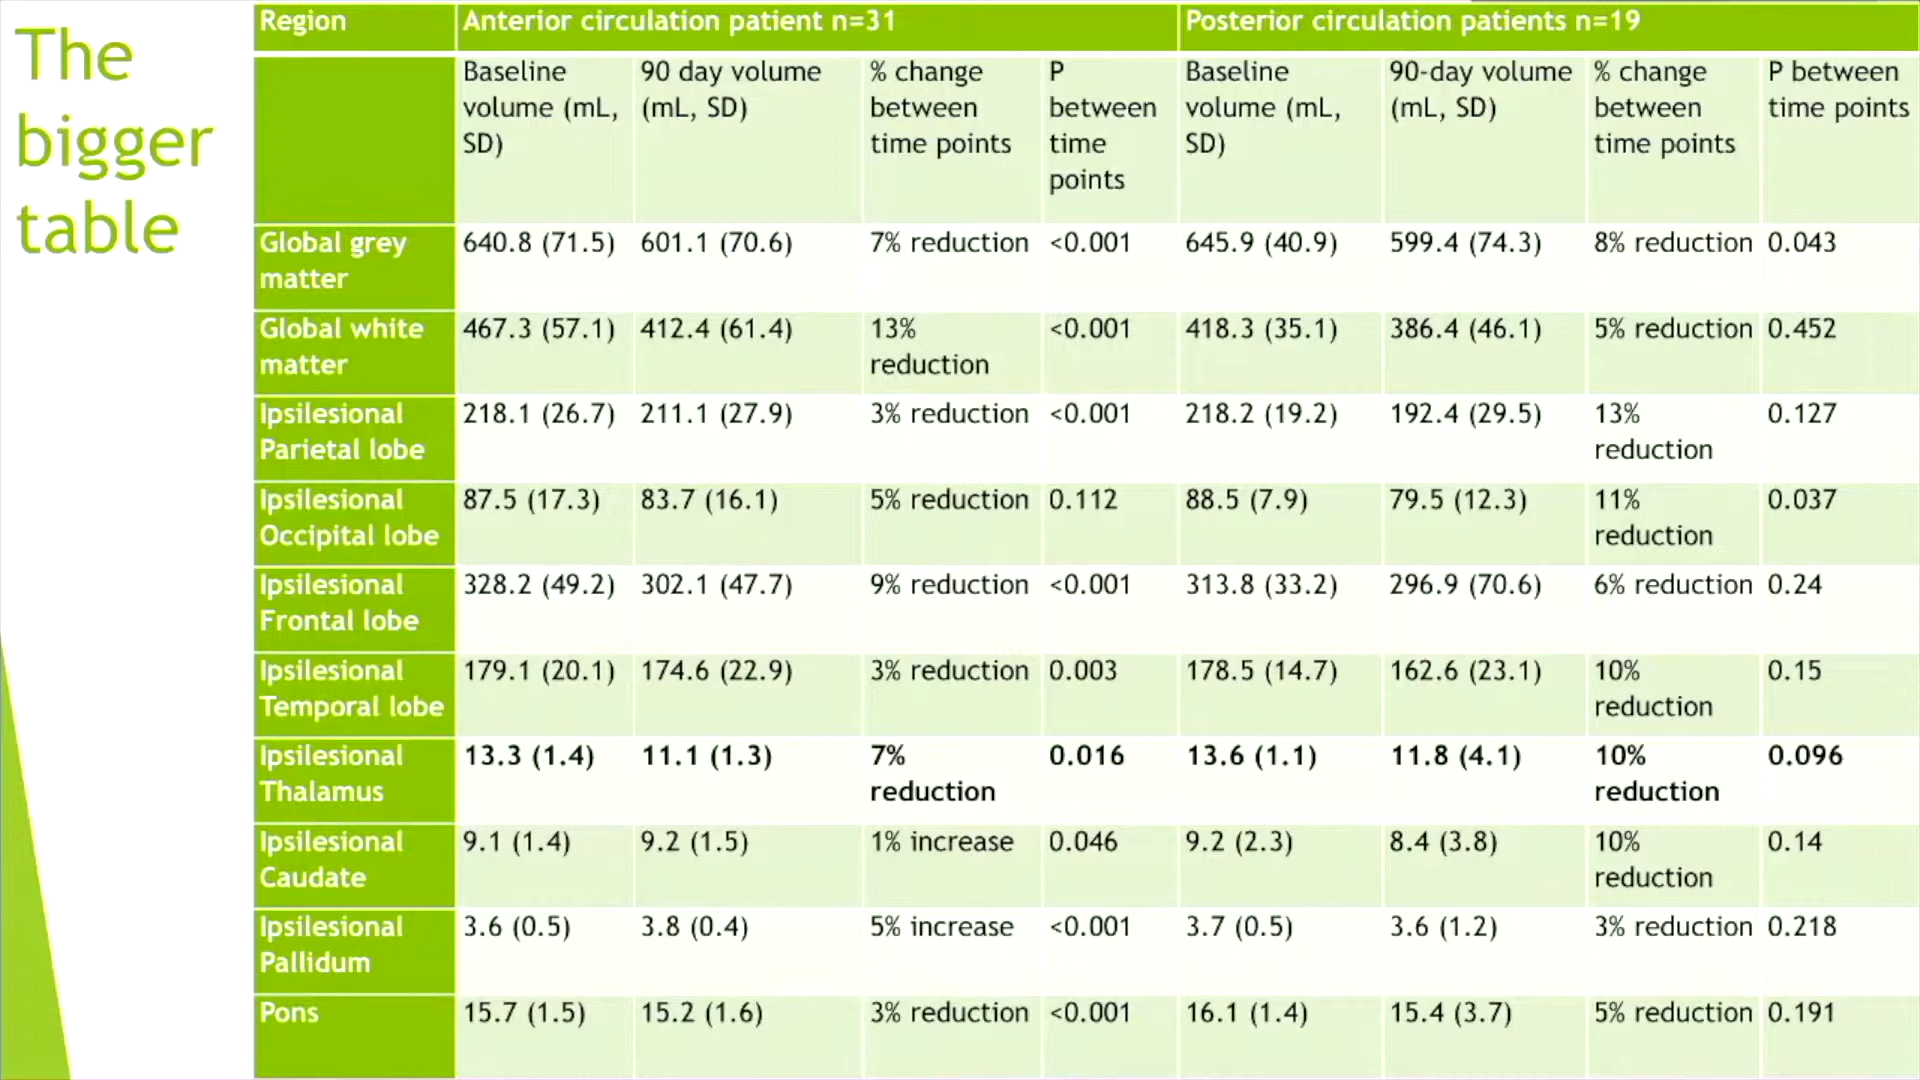 The
bigger
table
Region Anterior circulation patient n=31 Posterior circulation patients n=19
Baseline volume (mL, SD) 90 day volume (mL, SD) % change between time points P between time points Baseline volume (mL, SD) 90-day volume (mL, SD) % change between time points P between time points
Global grey matter 640.8 (71.5) 601.1 (70.6) 7% reduction <0.001 645.9 (40.9) 599.4 (74.3) 8% reduction 0.043
Global white matter 467.3 (57.1) 412.4 (61.4) 13% reduction <0.001 418.3 (35.1) 386.4 (46.1) 5% reduction 0.452
Ipsilesional Parietal lobe 218.1 (26.7) 211.1 (27.9) 3% reduction <0.001 218.2 (19.2) 192.4 (29.5) 13% reduction 0.127
Ipsilesional Occipital lobe 87.5 (17.3) 83.7 (16.1) 5% reduction 0.112 88.5 (7.9) 79.5 (12.3) 11% reduction 0.037
Ipsilesional Frontal lobe 328.2 (49.2) 302.1 (47.7) 9% reduction <0.001 313.8 (33.2) 296.9 (70.6) 6% reduction 0.24
Ipsilesional Temporal lobe 179.1 (20.1) 174.6 (22.9) 3% reduction 0.003 178.5 (14.7) 162.6 (23.1) 10% reduction 0.15
Ipsilesional Thalamus 13.3 (1.4) 11.1 (1.3) 7% reduction 0.016 13.6 (1.1) 11.8 (4.1) 10% reduction 0.096
Ipsilesional Caudate 9.1 (1.4) 9.2 (1.5) 1% increase 0.046 9.2 (2.3) 8.4 (3.8) 10% reduction 0.14
Ipsilesional Pallidum 3.6 (0.5) 3.8 (0.4) 5% increase <0.001 3.7 (0.5) 3.6 (1.2) 3% reduction 0.218
Pons 15.7 (1.5) 15.2 (1.6) 3% reduction <0.001 16.1 (1.4) 15.4 (3.7) 5% reduction 0.191